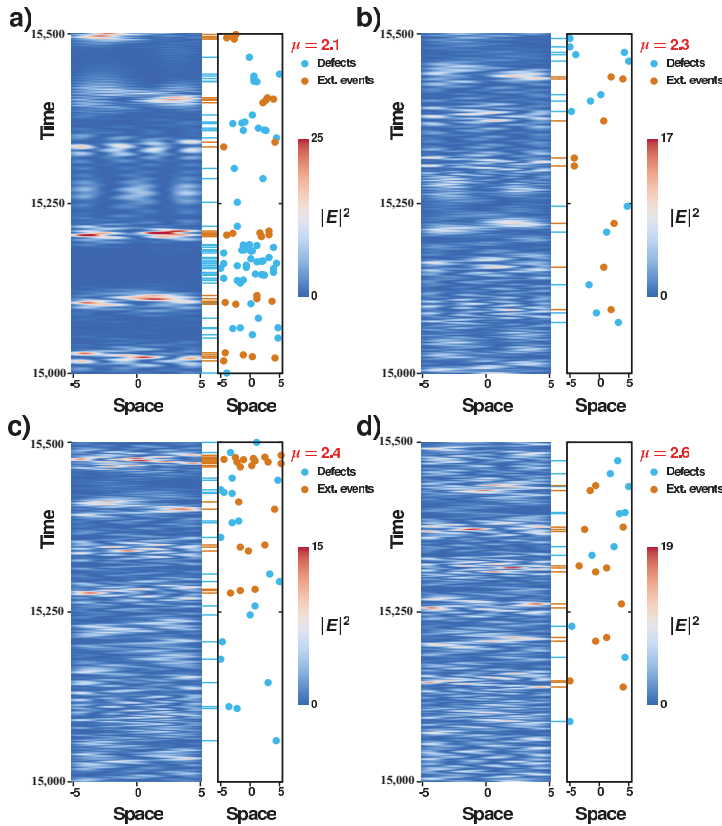 a)
15,500
μ = 2.1
Defects
Ext. events
Time
25
15,250
|E|²
0
15,000
-5 0 5 -5 0 5
Space Space
b)
15,500
μ = 2.3
Defects
Ext. events
Time
17
15,250
|E|²
0
15,000
-5 0 5 -5 0 5
Space Space
c)
15,500
μ = 2.4
Defects
Ext. events
Time
15
15,250
|E|²
0
15,000
-5 0 5 -5 0 5
Space Space
d)
15,500
μ = 2.6
Defects
Ext. events
Time
19
15,250
|E|²
0
15,000
-5 0 5 -5 0 5
Space Space